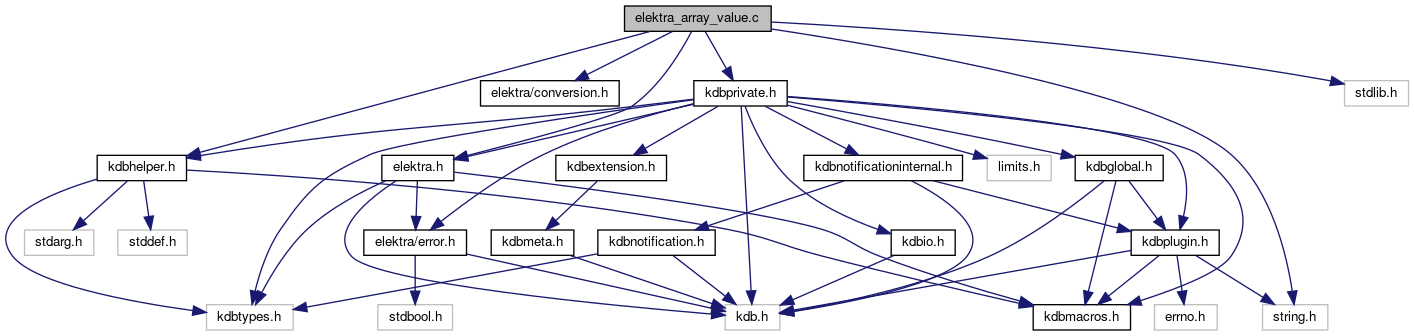 elektra_array_value.c
elektra/conversion.h
kdbprivate.h
stdlib.h
kdbhelper.h
elektra.h
kdbextension.h
kdbnotificationinternal.h
limits.h
kdbglobal.h
stdarg.h
stddef.h
elektra/error.h
kdbmeta.h
kdbnotification.h
kdbio.h
kdbplugin.h
kdbtypes.h
stdbool.h
kdb.h
kdbmacros.h
errno.h
string.h